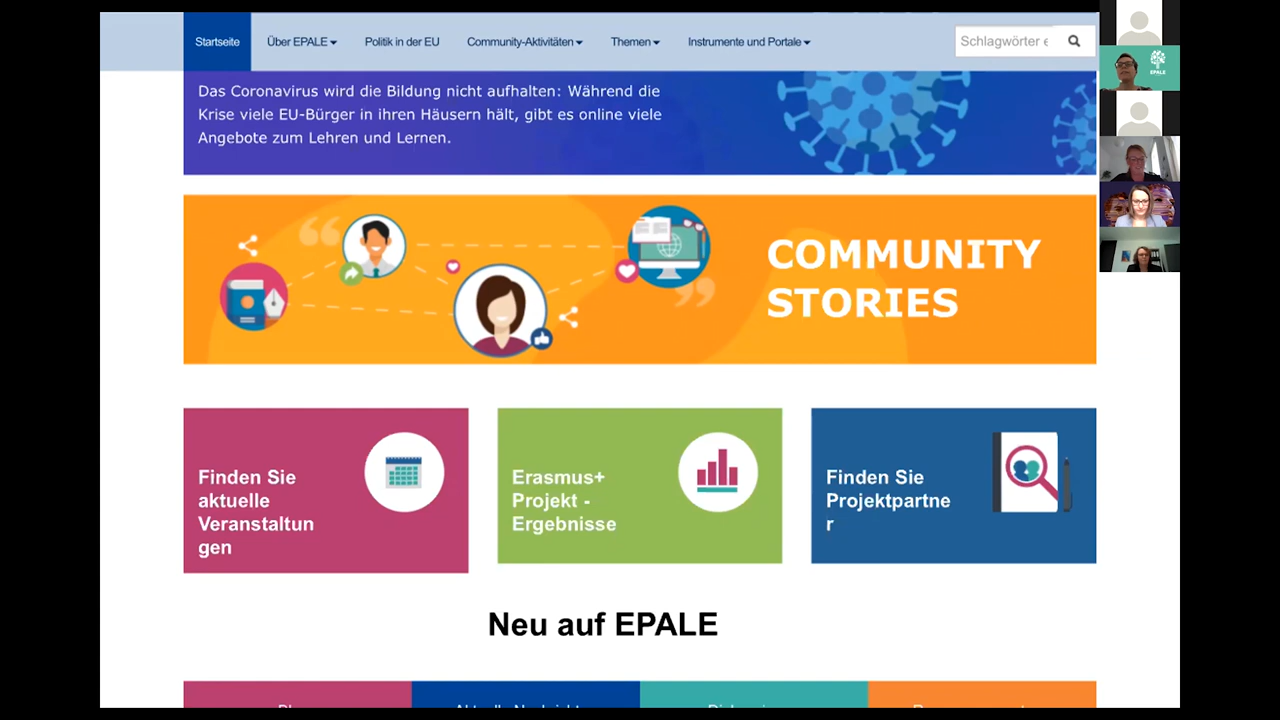 Startseite
Über EPALE
Politik in der EU
Community-Aktivitäten
Themen
Instrumente und Portale
Schlagwörter e
EPALE
Das Coronavirus wird die Bildung nicht aufhalten: Während die
Krise viele EU-Bürger in ihren Häusern hält, gibt es online viele
Angebote zum Lehren und Lernen.
COMMUNITY
STORIES
Finden Sie
aktuelle
Veranstaltun
gen
Erasmus+
Projekt -
Ergebnisse
Finden Sie
Projektpartne
r
Neu auf EPALE